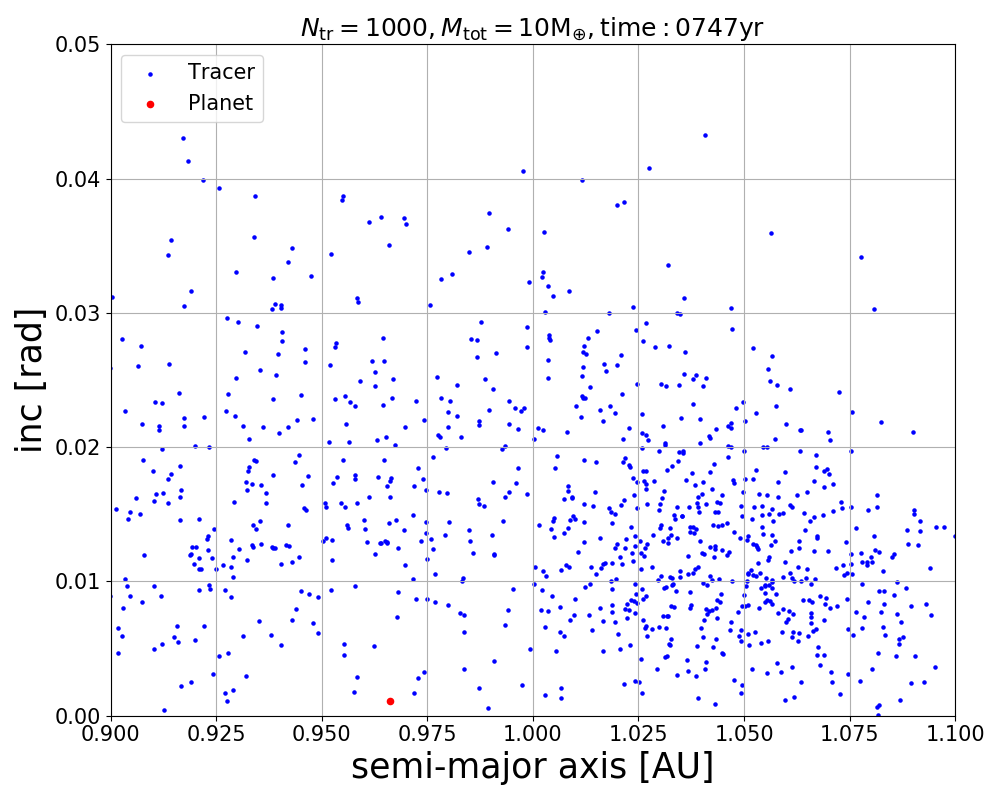 N_tr = 1000, M_tot = 10M_⊕, time : 0747yr
0.05
Tracer
Planet
0.04
0.03
inc [rad]
0.02
0.01
0.00
0.900 0.925 0.950 0.975 1.000 1.025 1.050 1.075 1.100
semi-major axis [AU]